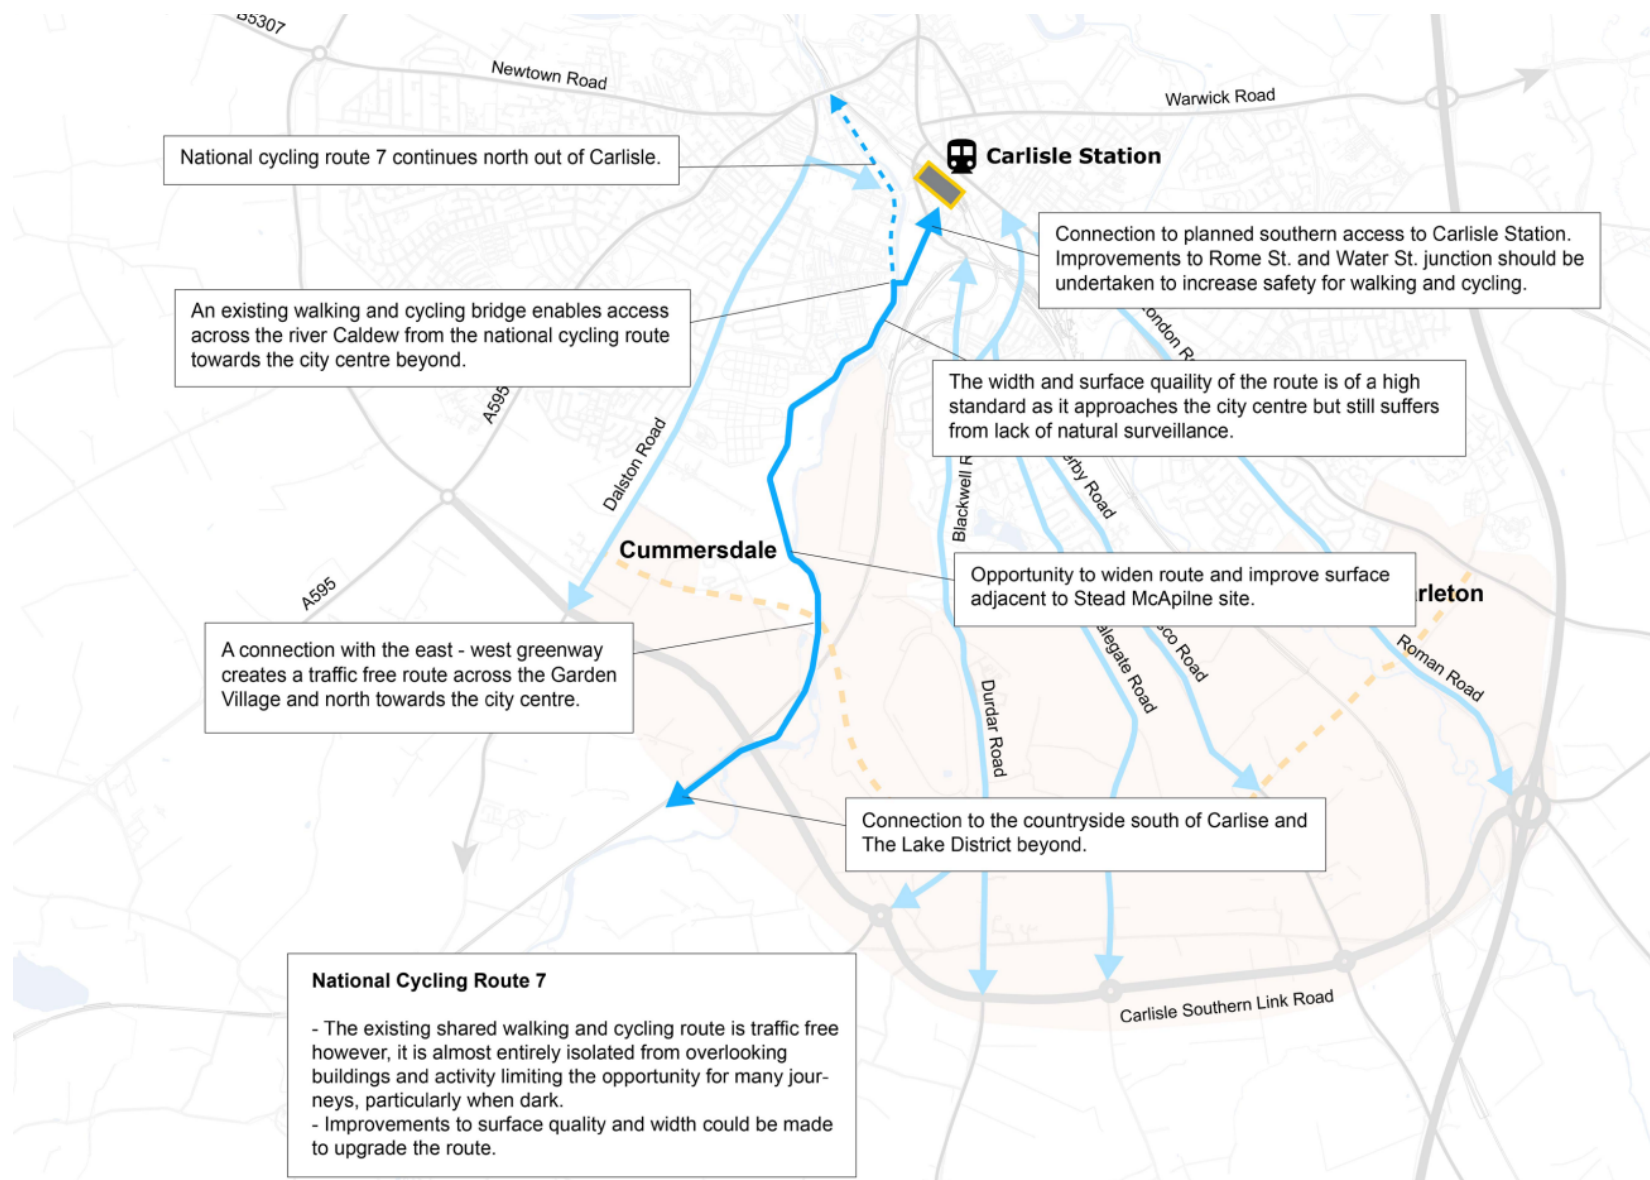 B5307
Newtown Road
Warwick Road
National cycling route 7 continues north out of Carlisle.
Carlisle Station
Connection to planned southern access to Carlisle Station.
Improvements to Rome St. and Water St. junction should be
undertaken to increase safety for walking and cycling.
An existing walking and cycling bridge enables access
across the river Caldew from the national cycling route
towards the city centre beyond.
ondon R
The width and surface quaility of the route is of a high
standard as it approaches the city centre but still suffers
from lack of natural surveillance.
A595
Dalston Road
Blackwell R
erby Road
Cummersdale
Opportunity to widen route and improve surface
adjacent to Stead McApilne site.
rleton
A595
A connection with the east - west greenway
creates a traffic free route across the Garden
Village and north towards the city centre.
alegate Road
sco Road
Roman Road
Durdar Road
Connection to the countryside south of Carlise and
The Lake District beyond.
Carlisle Southern Link Road
National Cycling Route 7
- The existing shared walking and cycling route is traffic free
however, it is almost entirely isolated from overlooking
buildings and activity limiting the opportunity for many jour-
neys, particularly when dark.
- Improvements to surface quality and width could be made
to upgrade the route.